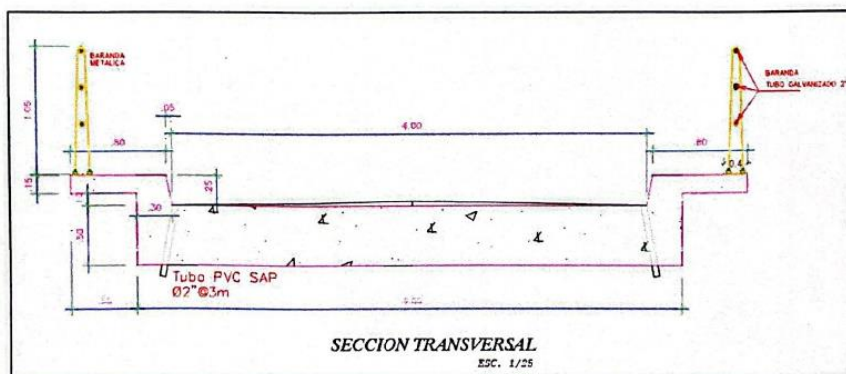 BARANDA
METALICA
BARANDA
TUBO GALVANIZADO 2"
1.05
.05
4.00
.80
.80
.15
.25
.30
.50
Tubo PVC SAP
Ø2"@3m
SECCION TRANSVERSAL
ESC. 1/25